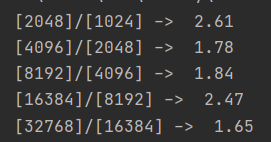 [2048]/[1024] ->  2.61
[4096]/[2048] ->  1.78
[8192]/[4096] ->  1.84
[16384]/[8192] ->  2.47
[32768]/[16384] ->  1.65